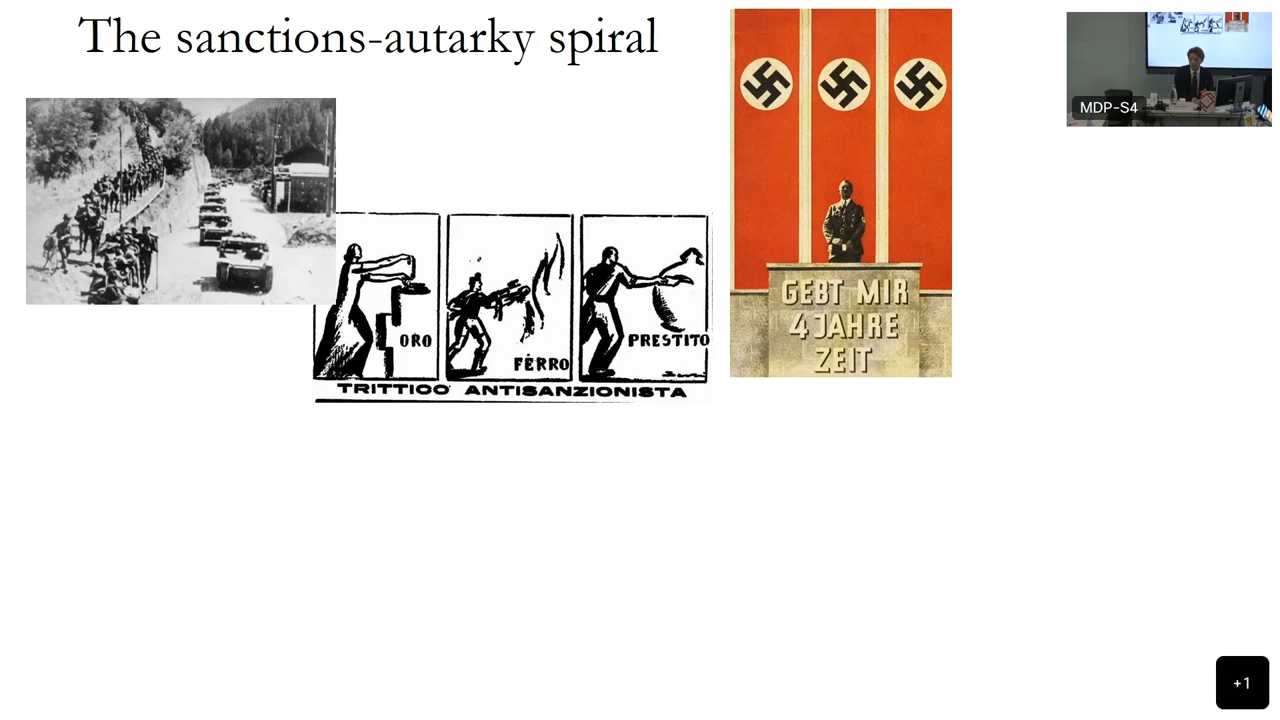 The sanctions-autarky spiral
MDP-S4
ORO
FERRO
PRESTITO
TRITTICO ANTISANZIONISTA
GEBT MIR
4 JAHRE
ZEIT
+1